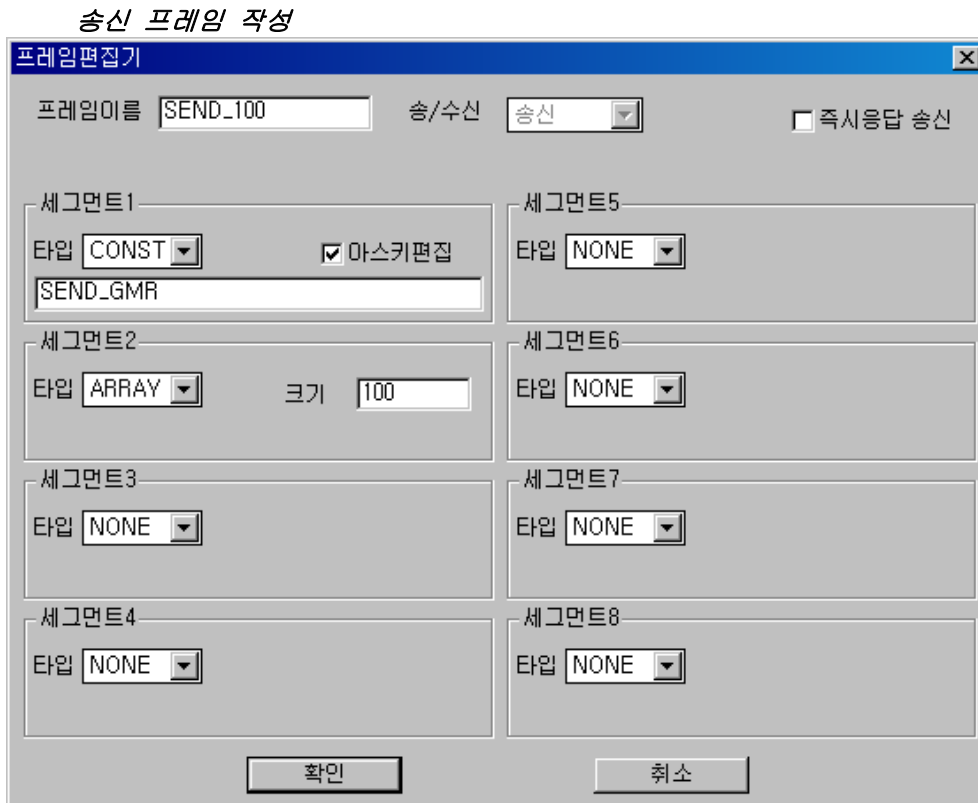 송신 프레임 작성
프레임편집기
프레임이름 SEND_100 송/수신 송신 즉시응답 송신
세그먼트1
타입 CONST 아스키편집
SEND_GMR
세그먼트5
타입 NONE
세그먼트2
타입 ARRAY 크기 100
세그먼트6
타입 NONE
세그먼트3
타입 NONE
세그먼트7
타입 NONE
세그먼트4
타입 NONE
세그먼트8
타입 NONE
확인 취소